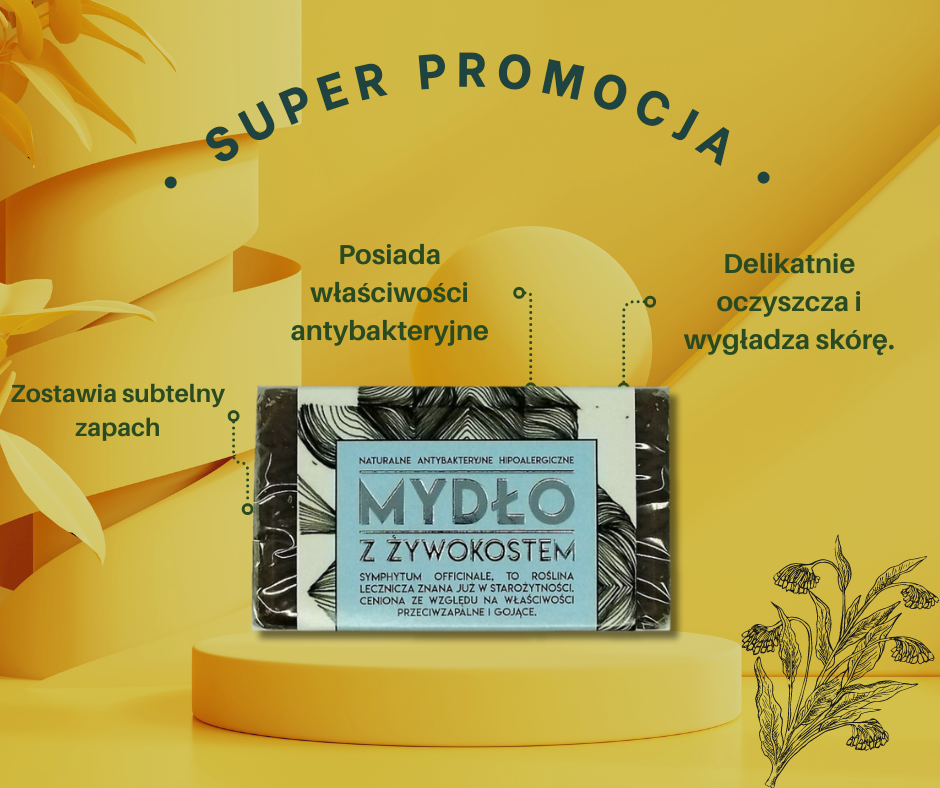 • SUPER PROMOCJA •
Posiada
właściwości
antybakteryjne
Delikatnie
oczyszcza i
wygładza skórę.
Zostawia subtelny
zapach
NATURALNE ANTYBAKTERYJNE HIPOALERGICZNE
MYDŁO
Z ŻYWOKOSTEM
SYMPHYTUM OFFICINALE, TO ROŚLINA
LECZNICZA ZNANA JUŻ W STAROŻYTNOŚCI.
CENIONA ZE WZGLĘDU NA WŁAŚCIWOŚCI
PRZECIWZAPALNE I GOJĄCE.